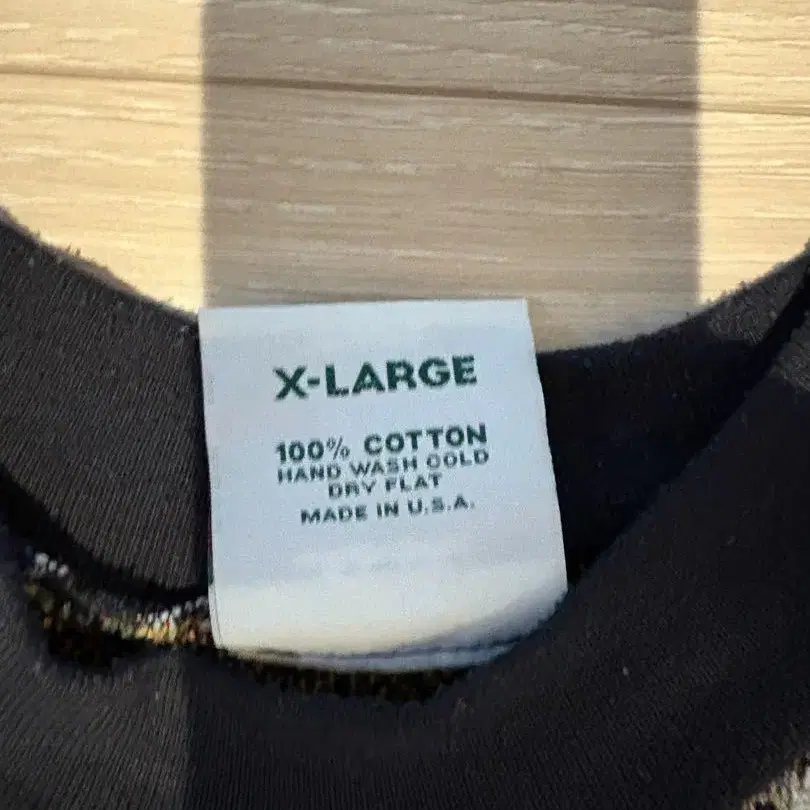 X-LARGE
100% COTTON
HAND WASH COLD
DRY FLAT
MADE IN U.S.A.